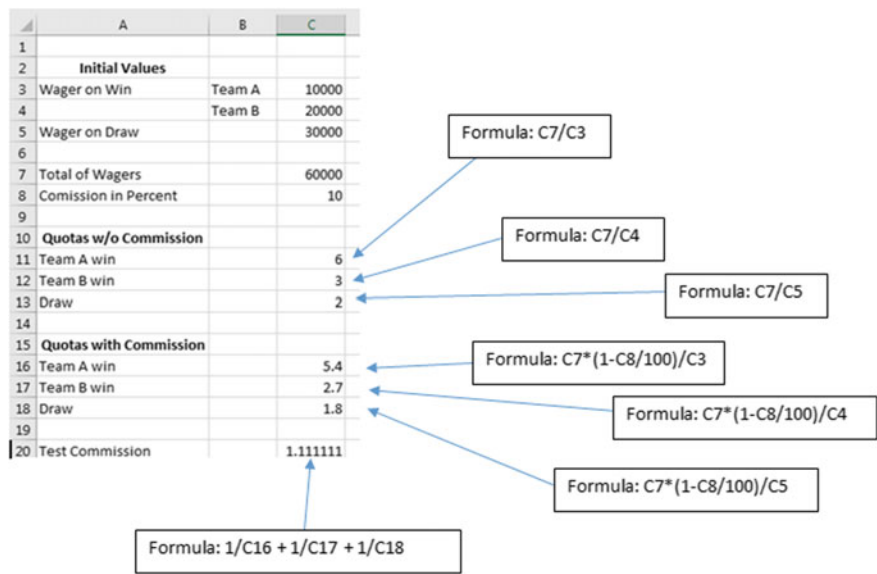 A B C
1
2 Initial Values
3 Wager on Win Team A 10000
4 Team B 20000
5 Wager on Draw 30000
6
7 Total of Wagers 60000
8 Comission in Percent 10
9
10 Quotas w/o Commission
11 Team A win 6
12 Team B win 3
13 Draw 2
14
15 Quotas with Commission
16 Team A win 5.4
17 Team B win 2.7
18 Draw 1.8
19
20 Test Commission 1.111111
Formula: C7/C3
Formula: C7/C4
Formula: C7/C5
Formula: C7*(1-C8/100)/C3
Formula: C7*(1-C8/100)/C4
Formula: C7*(1-C8/100)/C5
Formula: 1/C16 + 1/C17 + 1/C18